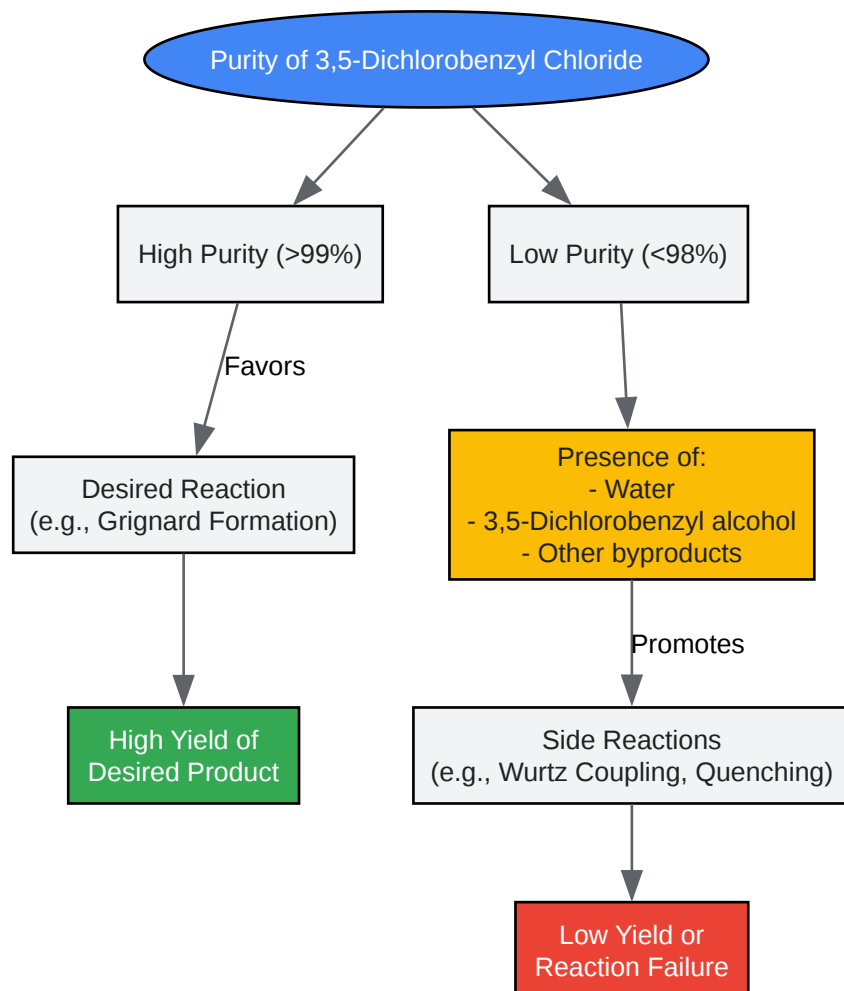 Purity of 3,5-Dichlorobenzyl Chloride
High Purity (>99%)
Low Purity (<98%)
Favors
Desired Reaction
(e.g., Grignard Formation)
Presence of:
- Water
- 3,5-Dichlorobenzyl alcohol
- Other byproducts
Promotes
High Yield of
Desired Product
Side Reactions
(e.g., Wurtz Coupling, Quenching)
Low Yield or
Reaction Failure